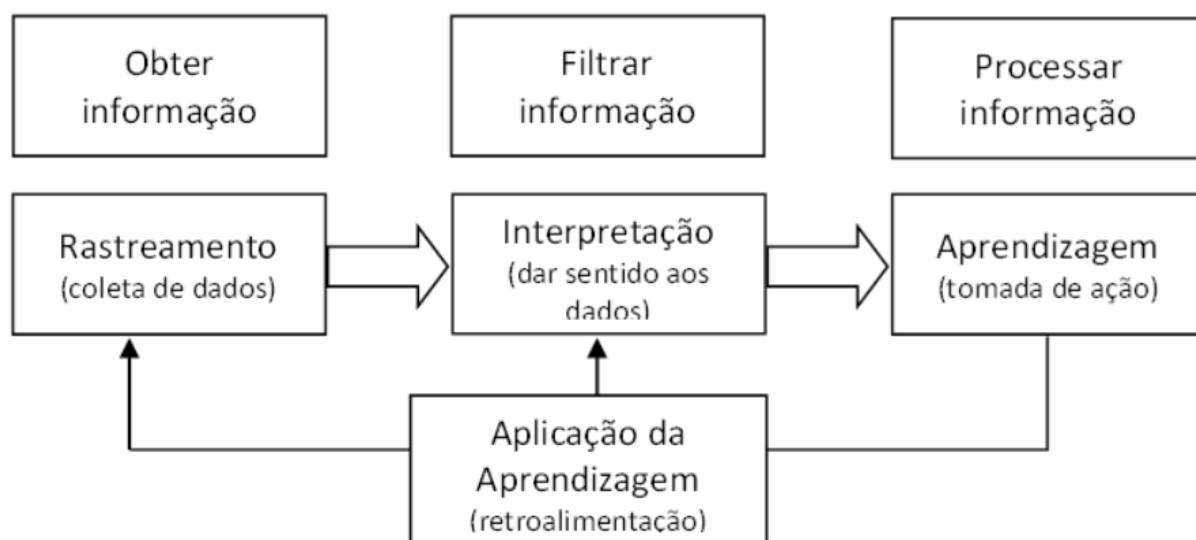 Obter
informação
Filtrar
informação
Processar
informação
Rastreamento
(coleta de dados)
Interpretação
(dar sentido aos
dados)
Aprendizagem
(tomada de ação)
Aplicação da
Aprendizagem
(retroalimentação)